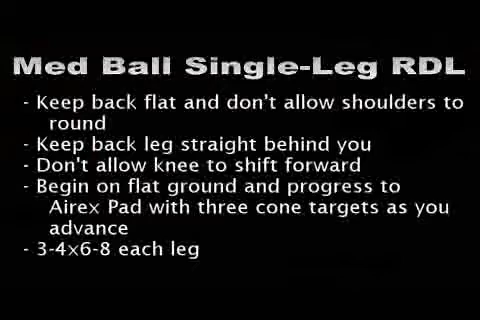 Med Ball Single-Leg RDL
- Keep back flat and don't allow shoulders to
round
- Keep back leg straight behind you
- Don't allow knee to shift forward
- Begin on flat ground and progress to
Airex Pad with three cone targets as you
advance
- 3-4x6-8 each leg